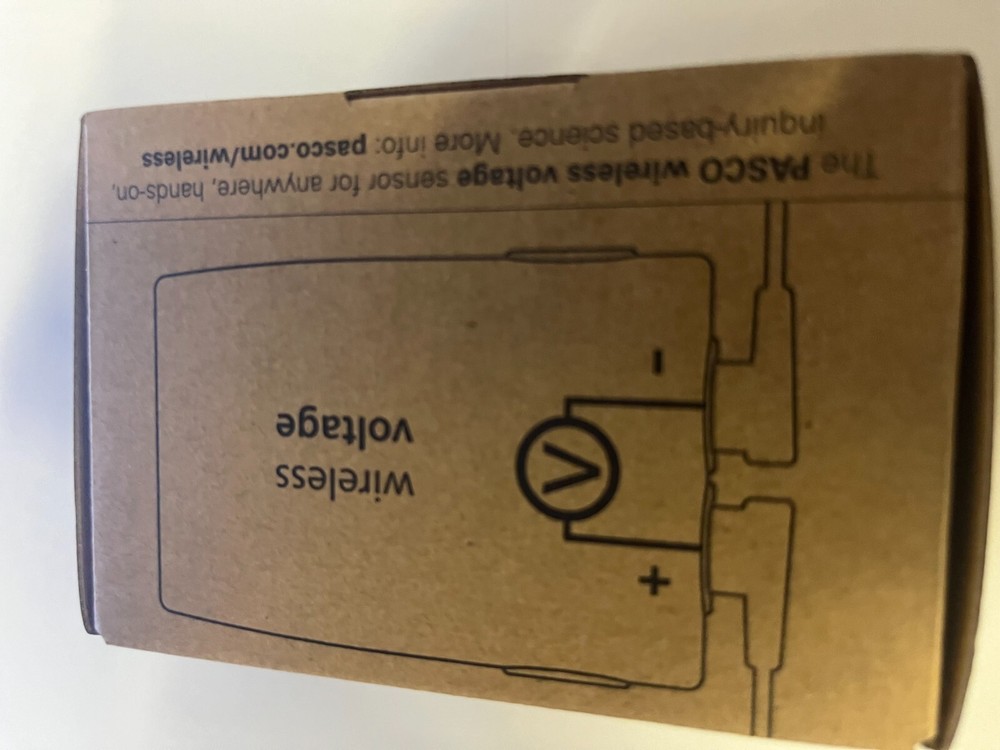 +
wireless
V
voltage
-
The PASCO wireless voltage sensor for anywhere, hands-on,
inquiry-based science. More info: pasco.com/wireless